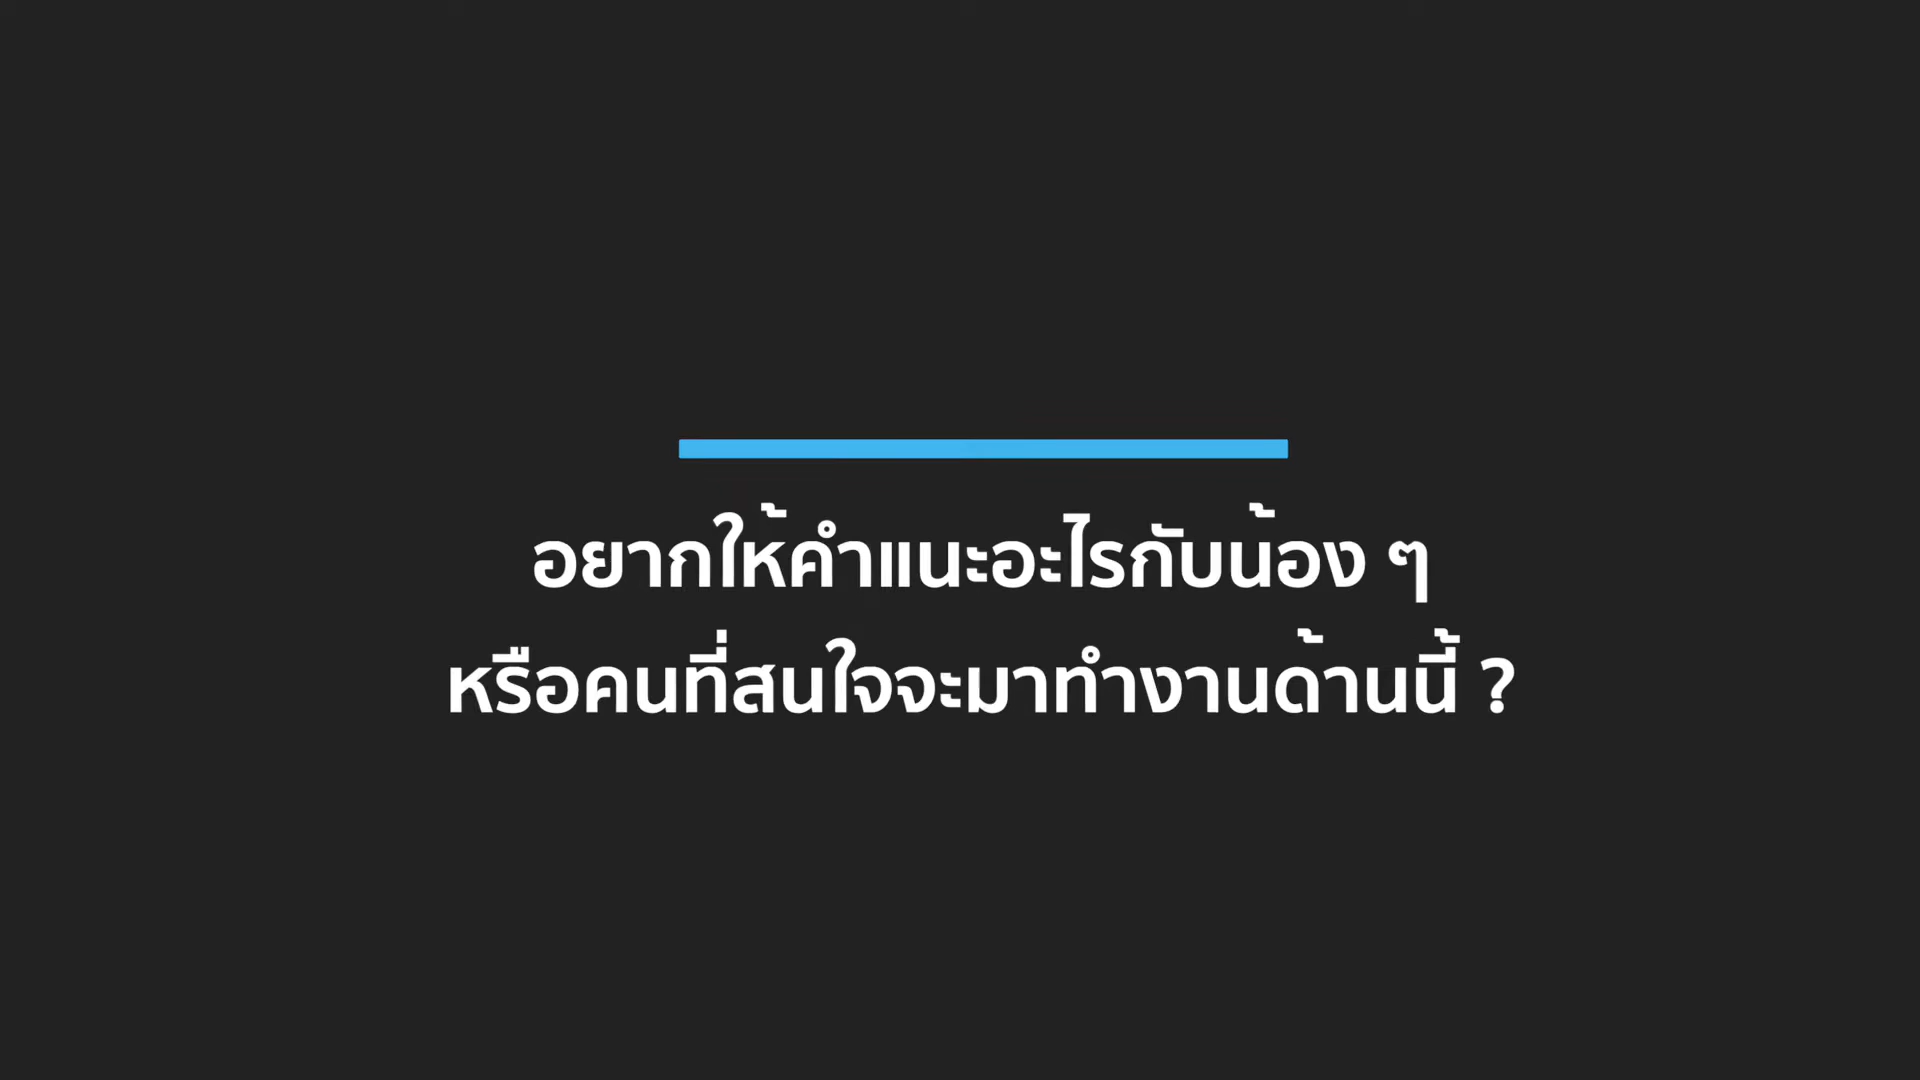 อยากให้คำแนะอะไรกับน้อง ๆ
หรือคนที่สนใจจะมาทำงานด้านนี้ ?